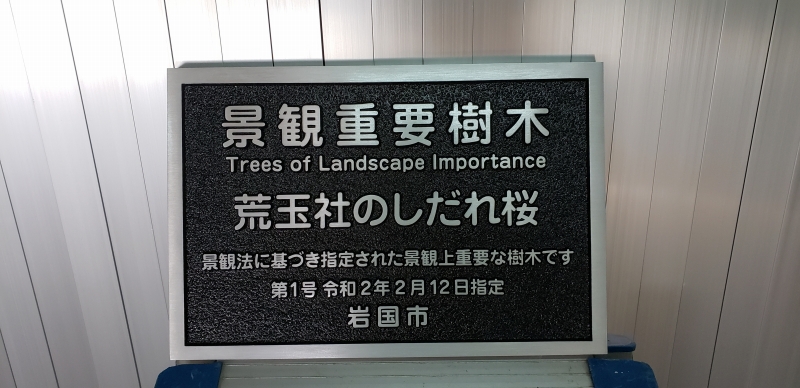 景観重要樹木
Trees of Landscape Importance
荒玉社のしだれ桜
景観法に基づき指定された景観上重要な樹木です
第1号 令和2年2月12日指定
岩国市